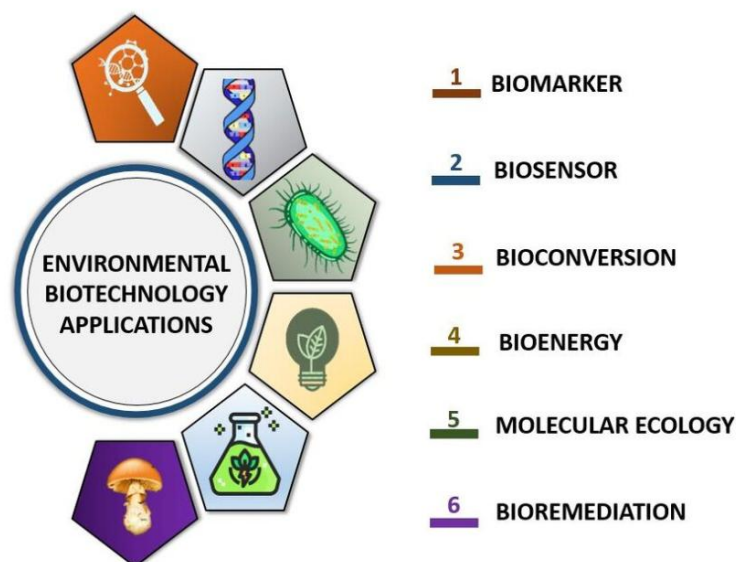 ENVIRONMENTAL
BIOTECHNOLOGY
APPLICATIONS
1 BIOMARKER
2 BIOSENSOR
3 BIOCONVERSION
4 BIOENERGY
5 MOLECULAR ECOLOGY
6 BIOREMEDIATION